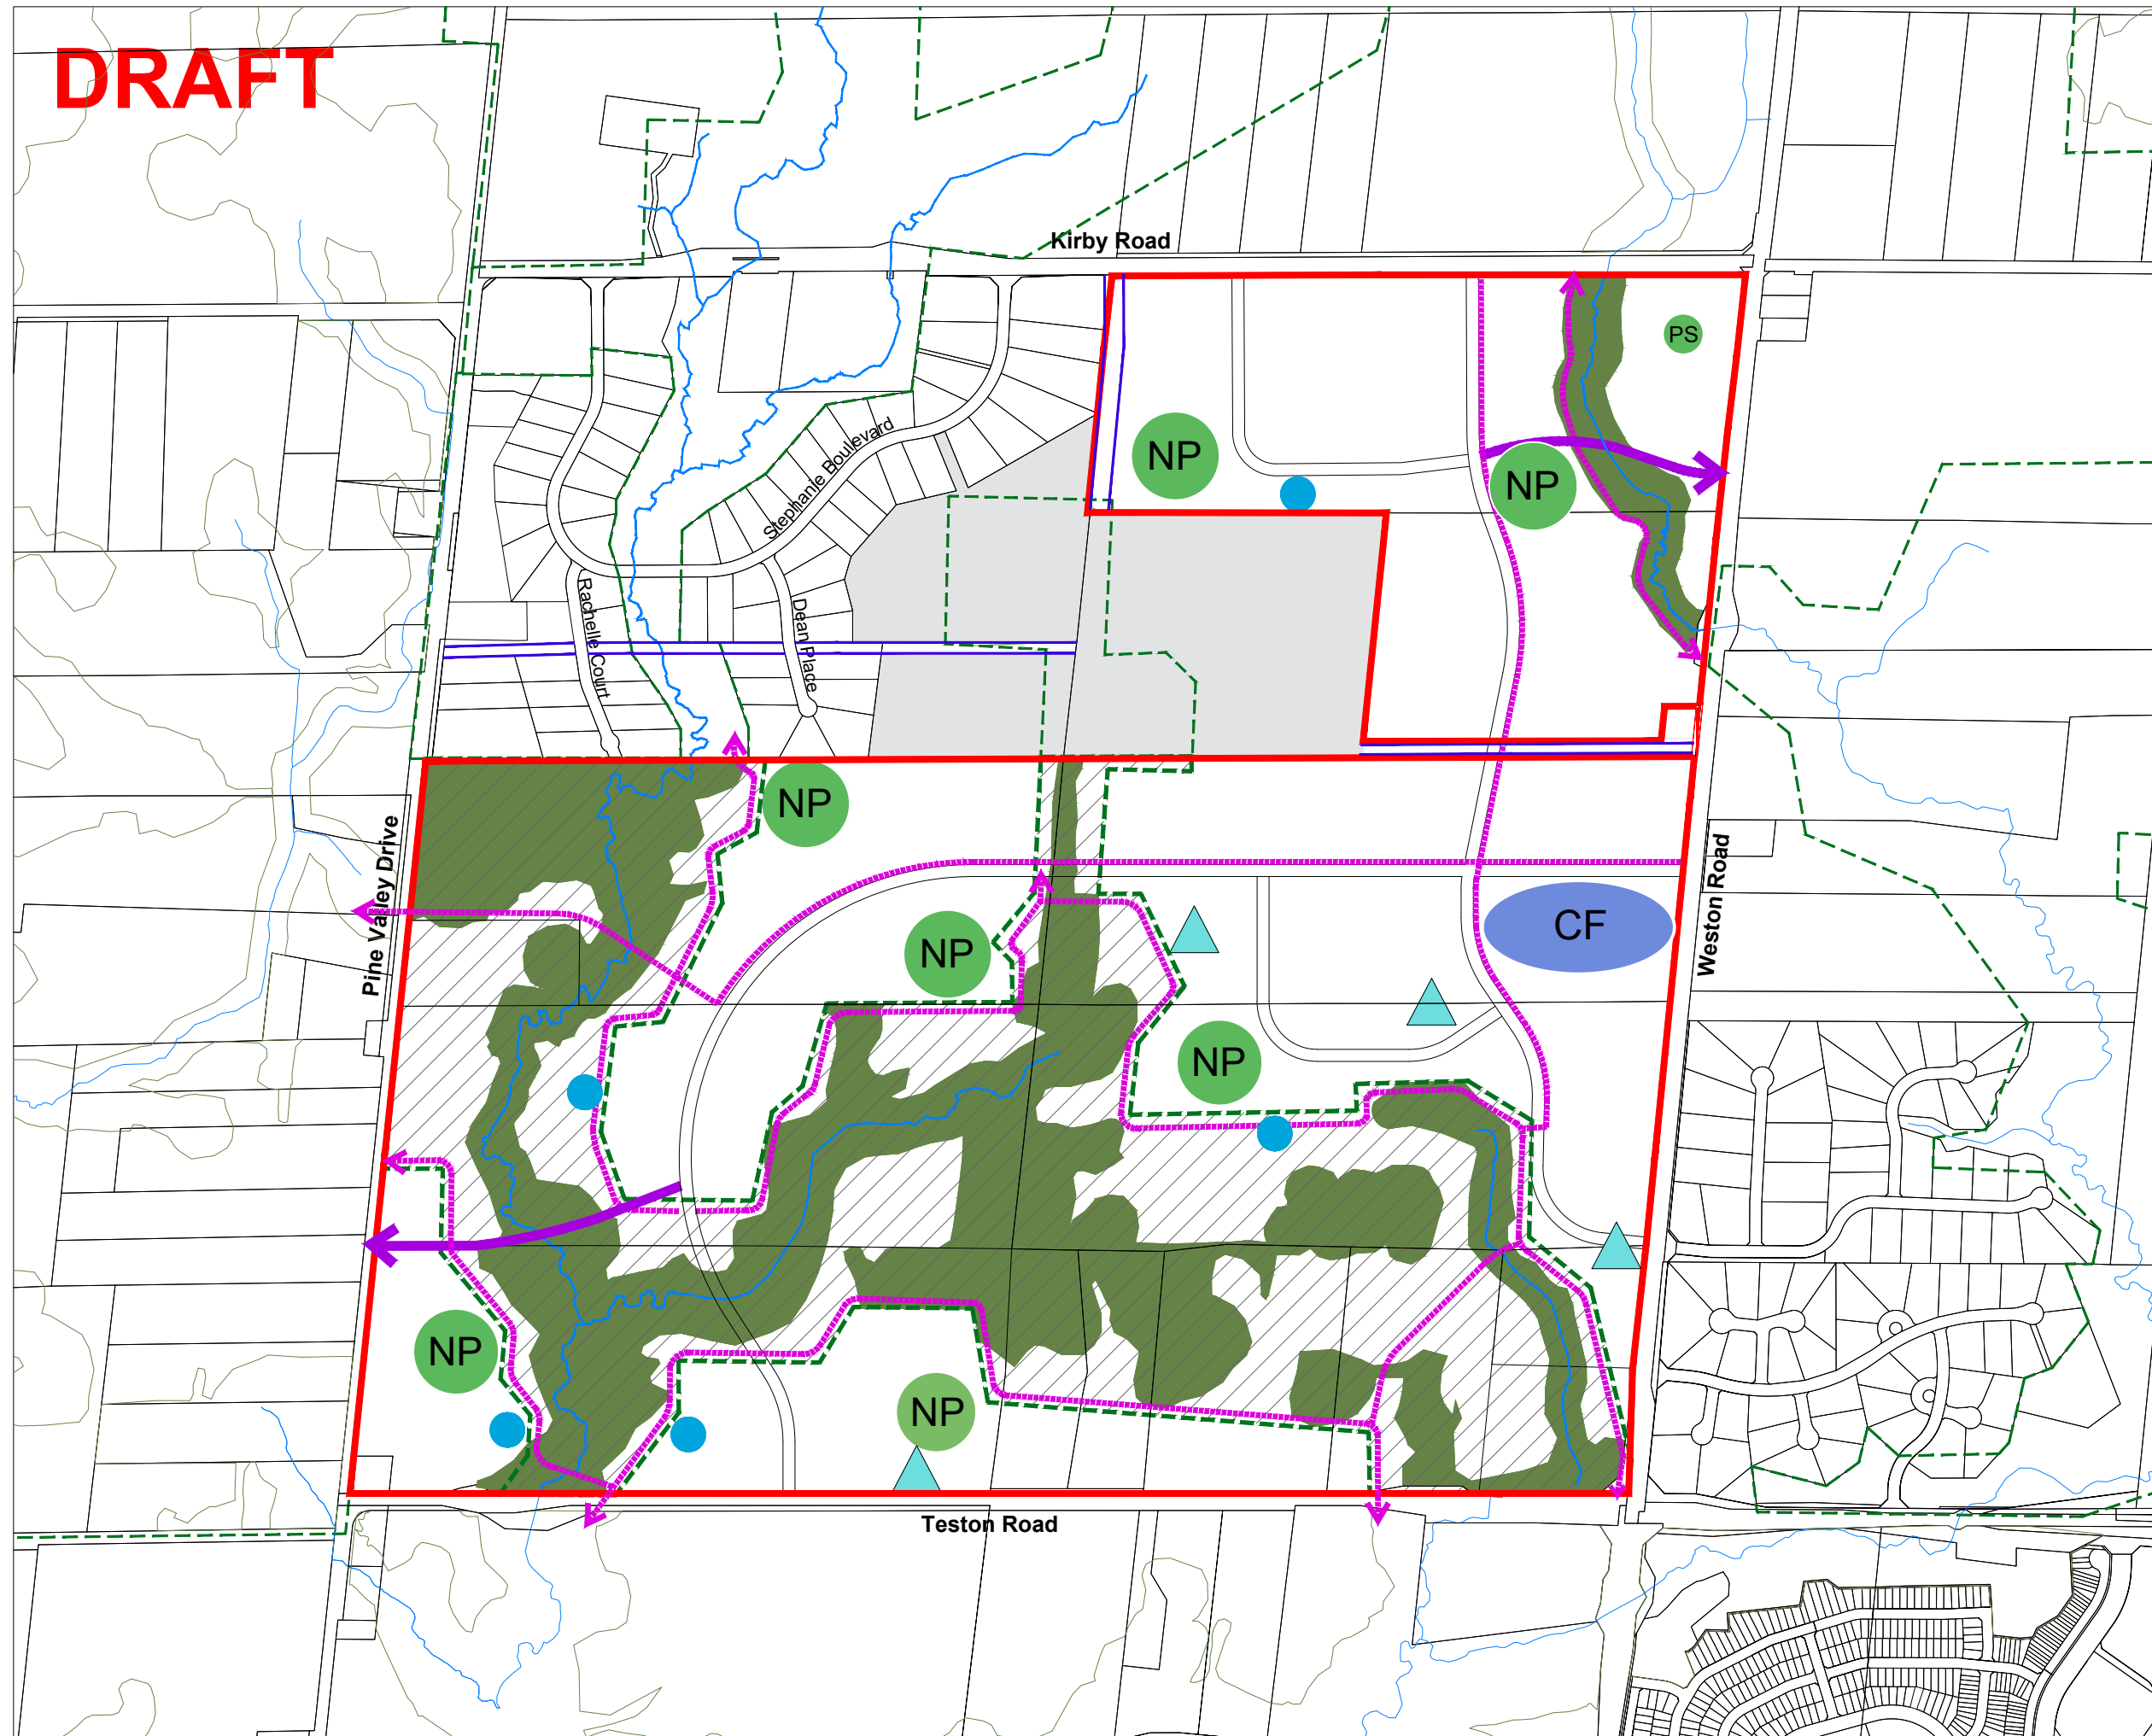 DRAFT
Kirby Road
PS
Stephanie Boulevard
NP
NP
Rachelle Court
Dean Place
NP
Pine Valley Drive
Weston Road
CF
NP
NP
NP
NP
Teston Road